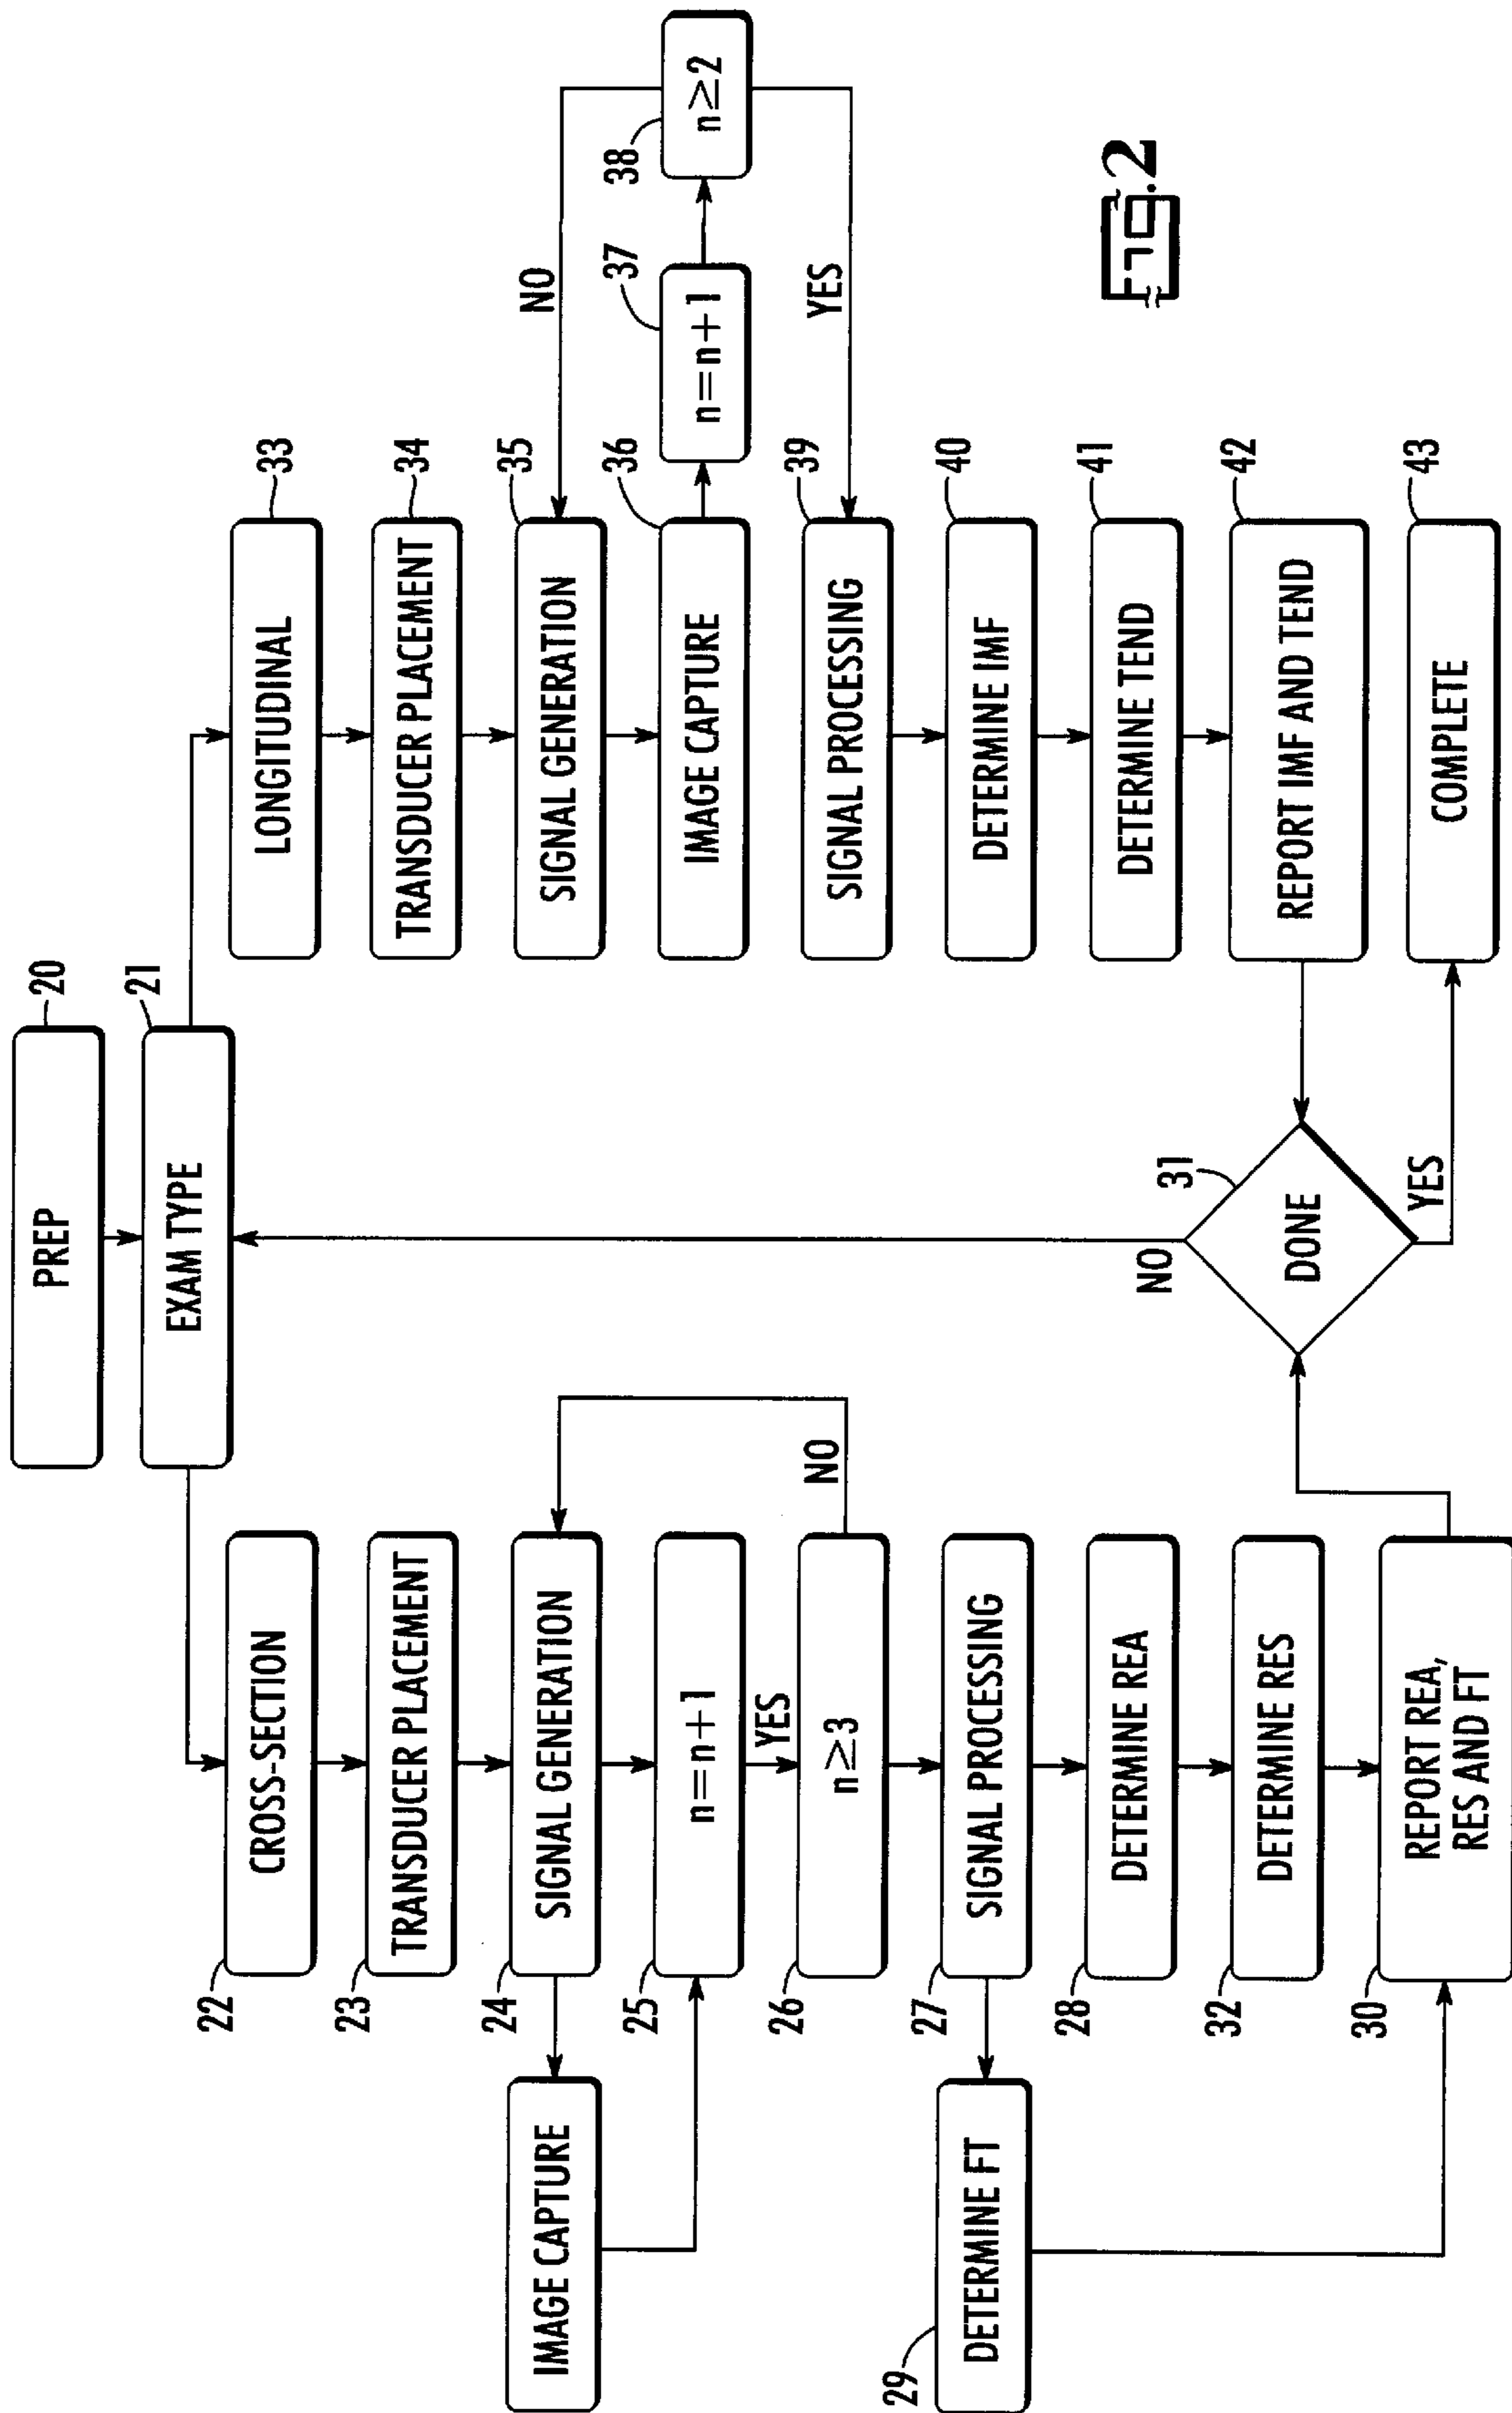 PREP
20
EXAM TYPE
21
22
CROSS-SECTION
23
TRANSDUCER PLACEMENT
24
SIGNAL GENERATION
IMAGE CAPTURE
25
n=n+1
YES
26
n≥3
NO
27
SIGNAL PROCESSING
29
DETERMINE FT
28
DETERMINE REA
32
DETERMINE RES
30
REPORT REA,
RES AND FT
NO
31
DONE
YES
LONGITUDINAL
33
TRANSDUCER PLACEMENT
34
SIGNAL GENERATION
35
NO
IMAGE CAPTURE
36
n=n+1
37
n≥2
38
YES
SIGNAL PROCESSING
39
DETERMINE IMF
40
DETERMINE TEND
41
REPORT IMF AND TEND
42
COMPLETE
43
FIG.2